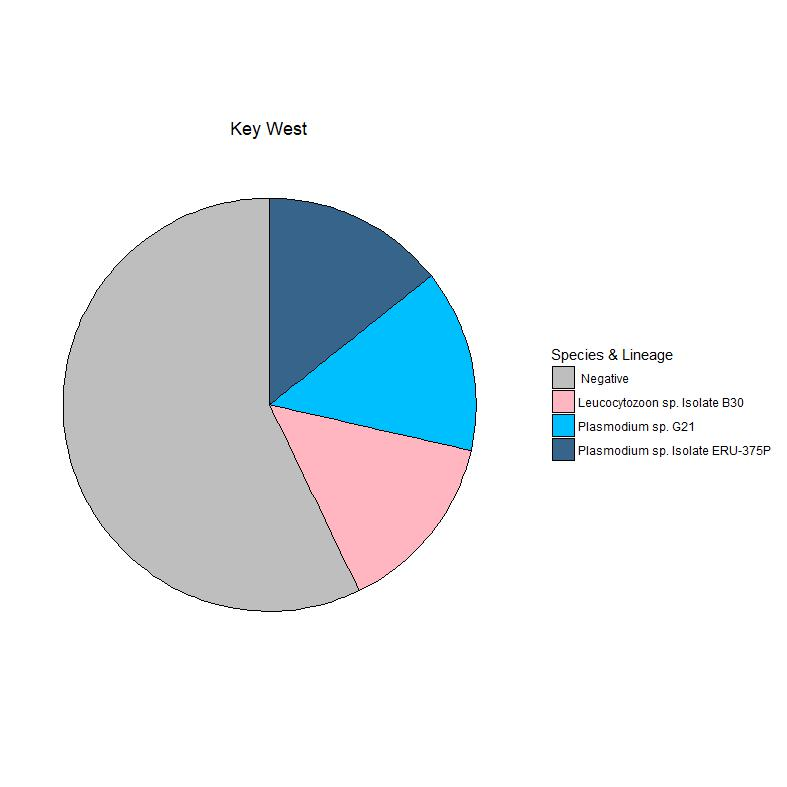 Key West
Species & Lineage
Negative
Leucocytozoon sp. Isolate B30
Plasmodium sp. G21
Plasmodium sp. Isolate ERU-375P